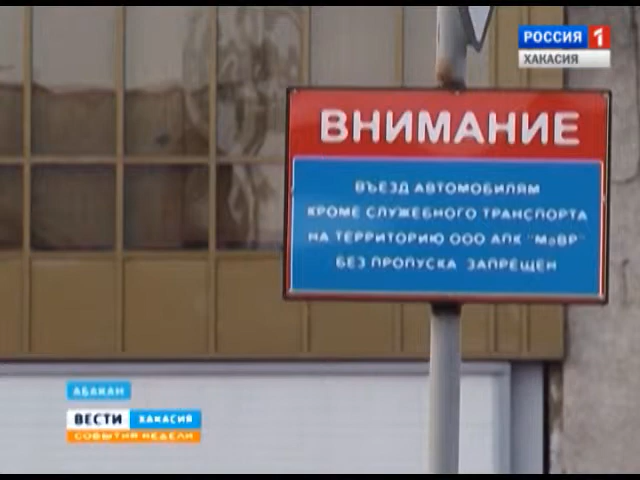 РОССИЯ 1
ХАКАСИЯ
ВНИМАНИЕ
ВЪЕЗД АВТОМОБИЛЯМ
КРОМЕ СЛУЖЕБНОГО ТРАНСПОРТА
НА ТЕРРИТОРИЮ ООО АПК "МаВР"
БЕЗ ПРОПУСКА ЗАПРЕЩЕН
АБАКАН
ВЕСТИ ХАКАСИЯ
СОБЫТИЯ НЕДЕЛИ